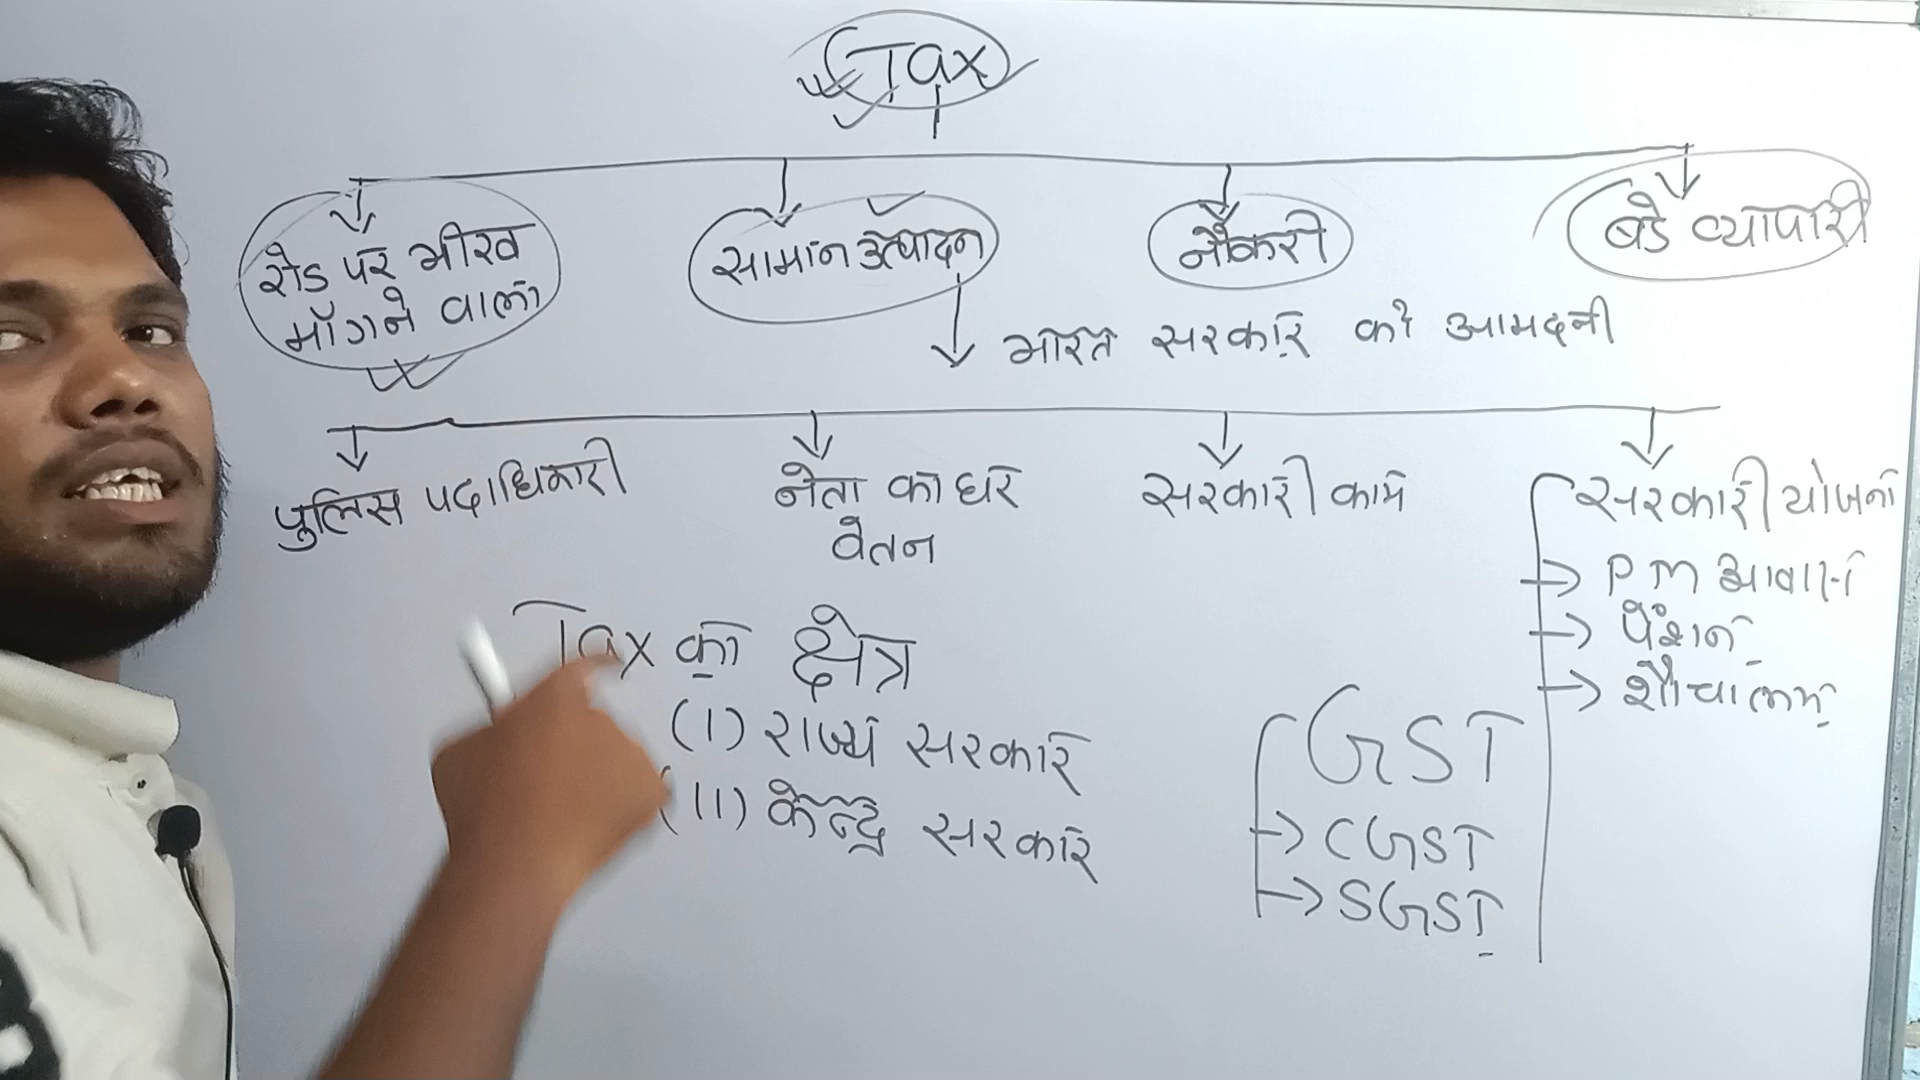 Tax
रोड पर भीख
माँगने वाला
सामान उत्पादन
नौकरी
बडे व्यापारी
भारत सरकार की आमदनी
पुलिस पदाधिकारी
नेता का घर
वेतन
सरकारी काम
सरकारी योजना
→ PM आवास
→ पेंशन
→ शौचालय
Tax का क्षेत्र
(I) राज्य सरकार
(II) केन्द्र सरकार
GST
→ CGST
→ SGST